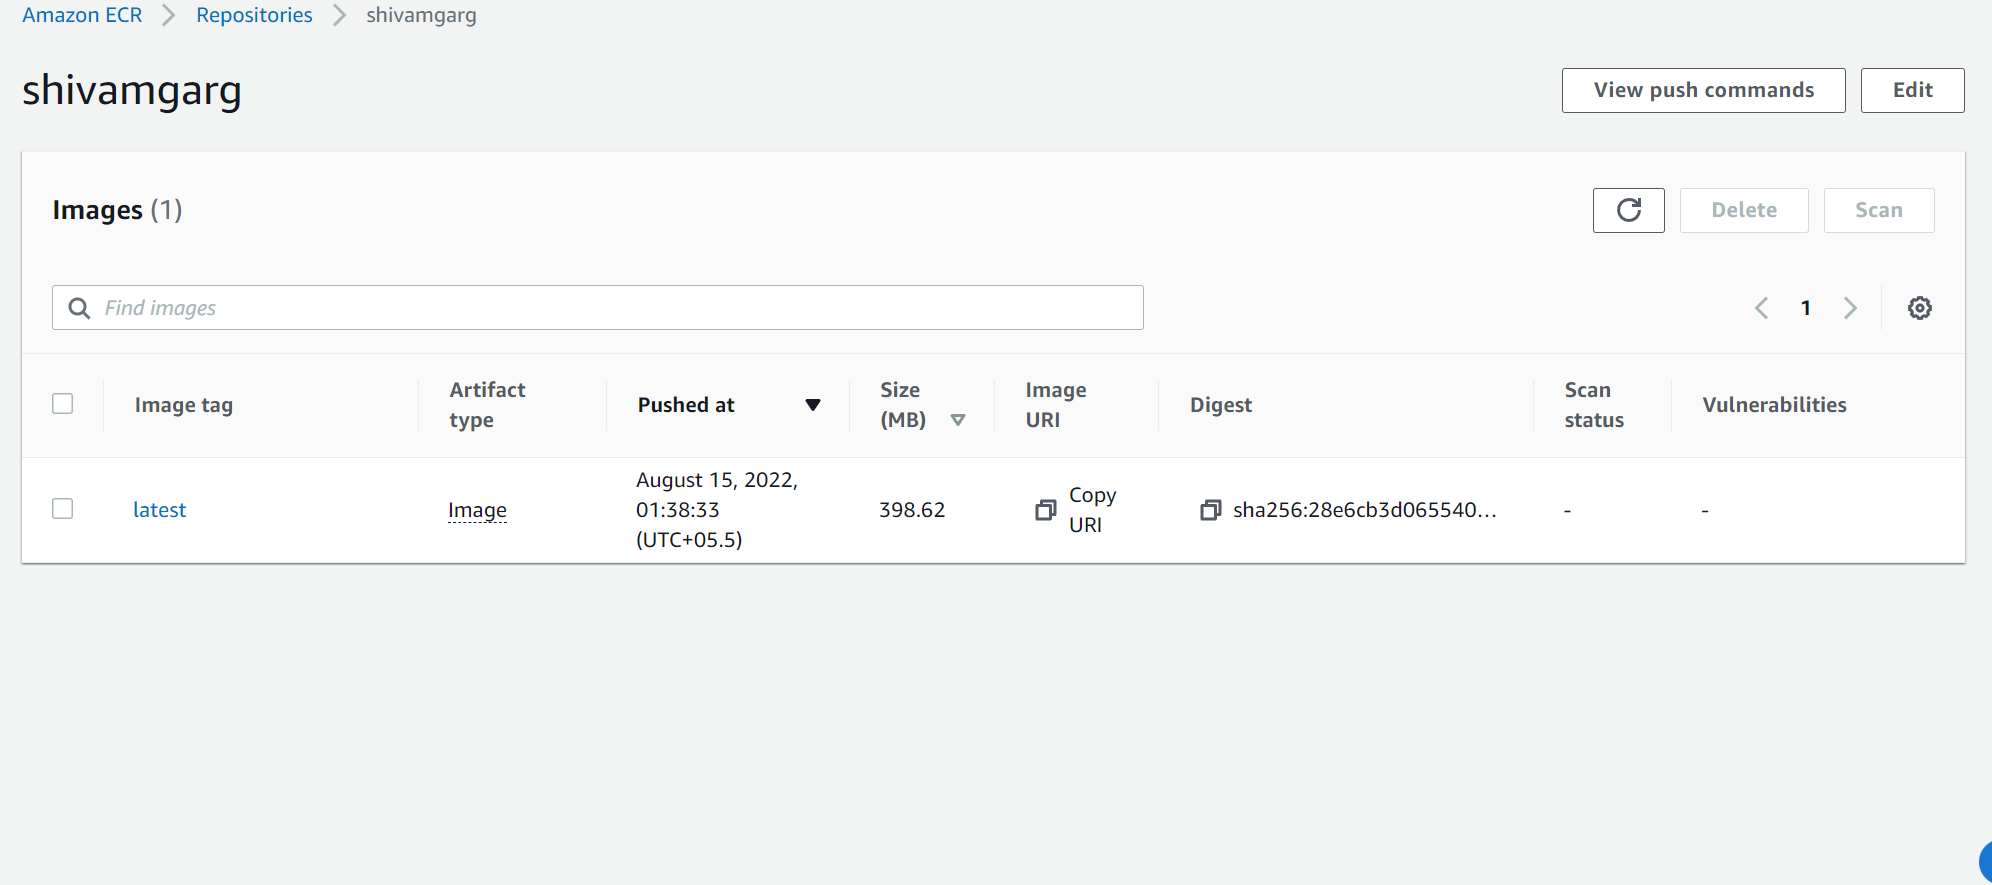 Amazon ECR > Repositories > shivamgarg
shivamgarg
View push commands
Edit
Images (1)
Delete
Scan
Find images
1
Image tag
Artifact
type
Pushed at
Size
(MB)
Image
URI
Digest
Scan
status
Vulnerabilities
latest
Image
August 15, 2022,
01:38:33
(UTC+05.5)
398.62
Copy
URI
sha256:28e6cb3d065540...
-
-